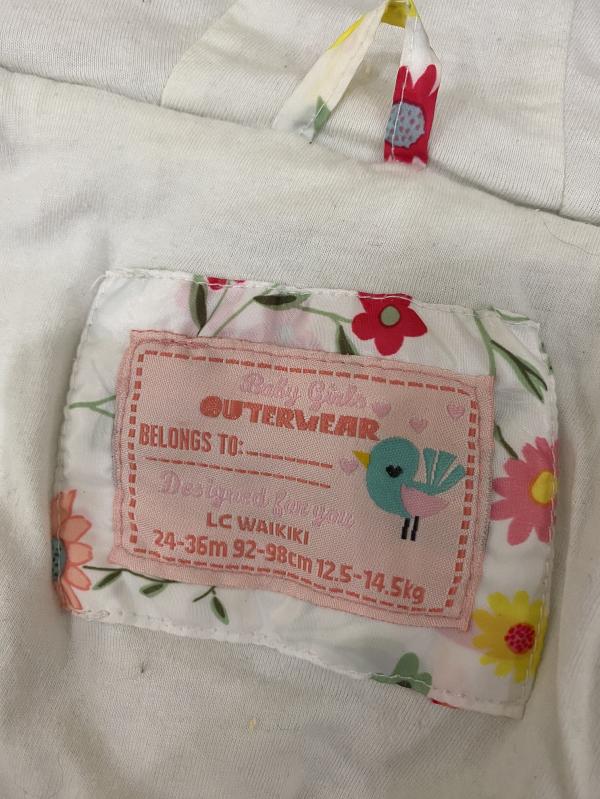 Baby Girls
OUTERWEAR
BELONGS TO:
Designed for you
LC WAIKIKI
24-36m 92-98cm 12.5-14.5kg